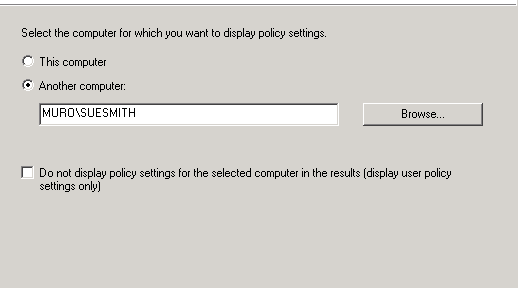 Select the computer for which you want to display policy settings.
This computer
Another computer:
MURO\SUESMITH
Browse...
Do not display policy settings for the selected computer in the results (display user policy
settings only)